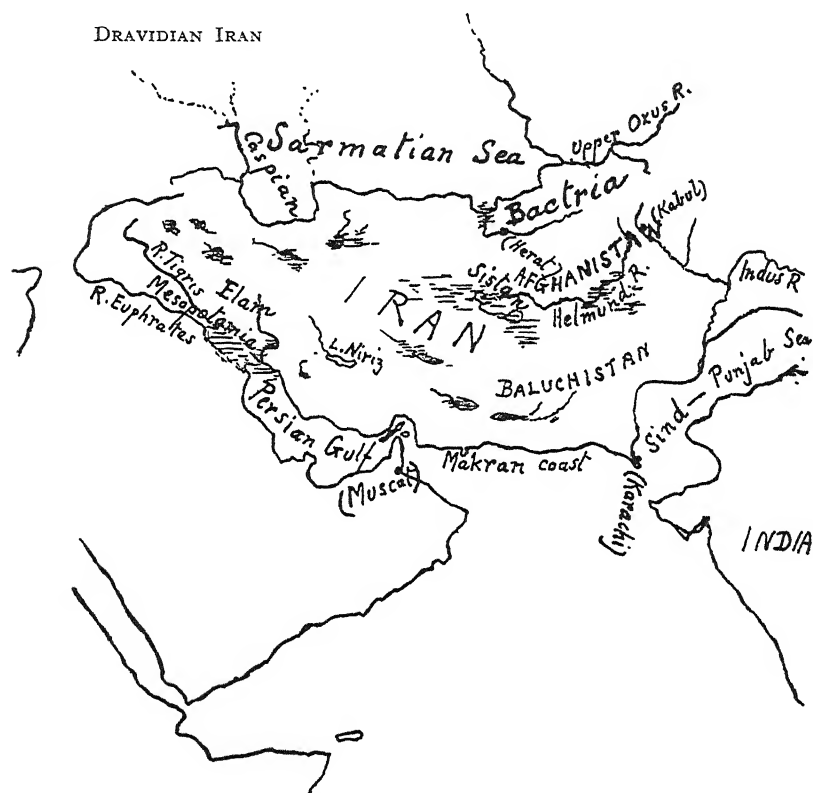 DRAVIDIAN IRAN
Sarmatian Sea
Caspian
Upper Oxus R.
Bactria
(Kabul)
(Herat)
AFGHANISTAN
Sistan
Helmund. R.
Indus R
R. Tigris
Elam
Mesopotamia
R. Euphrates
IRAN
L. Niriz
BALUCHISTAN
Sind - Punjab Sea
Persian Gulf
Makran coast
(Muscat)
(Karachi)
INDIA